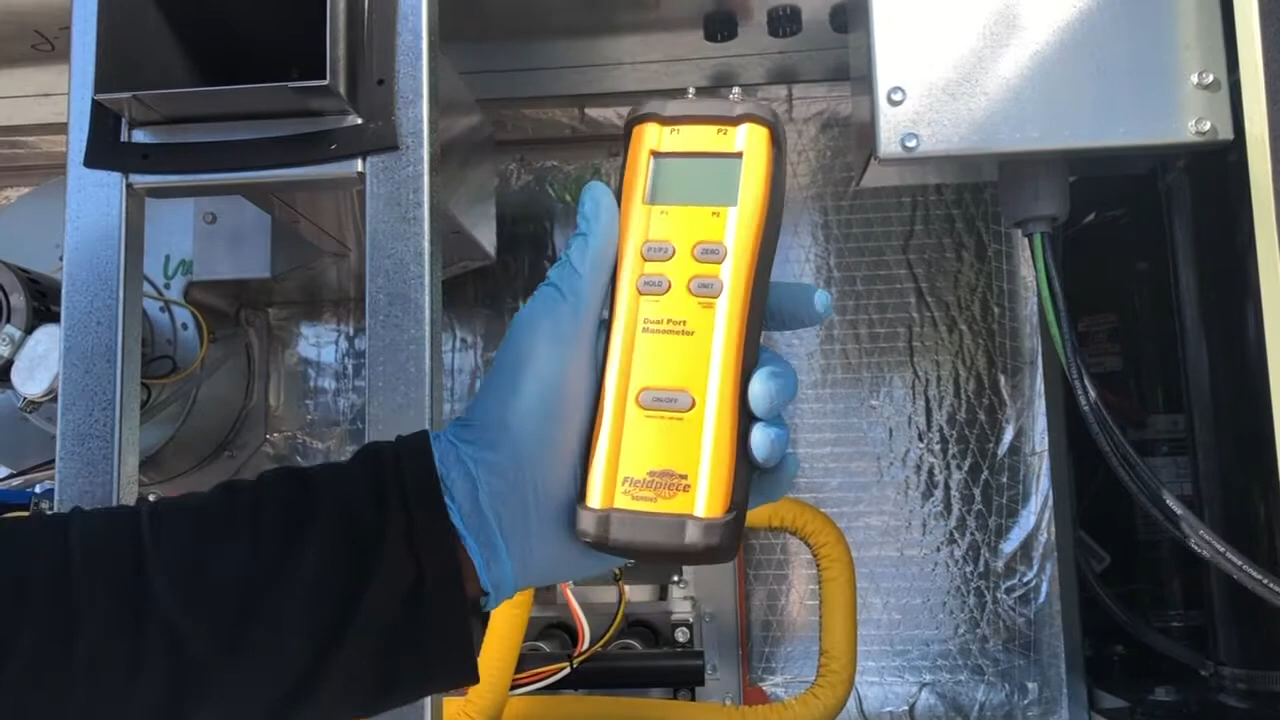 P1 P2
P1 P2
P1/P2 ZERO
HOLD UNIT
Dual Port
Manometer
ON/OFF
Fieldpiece